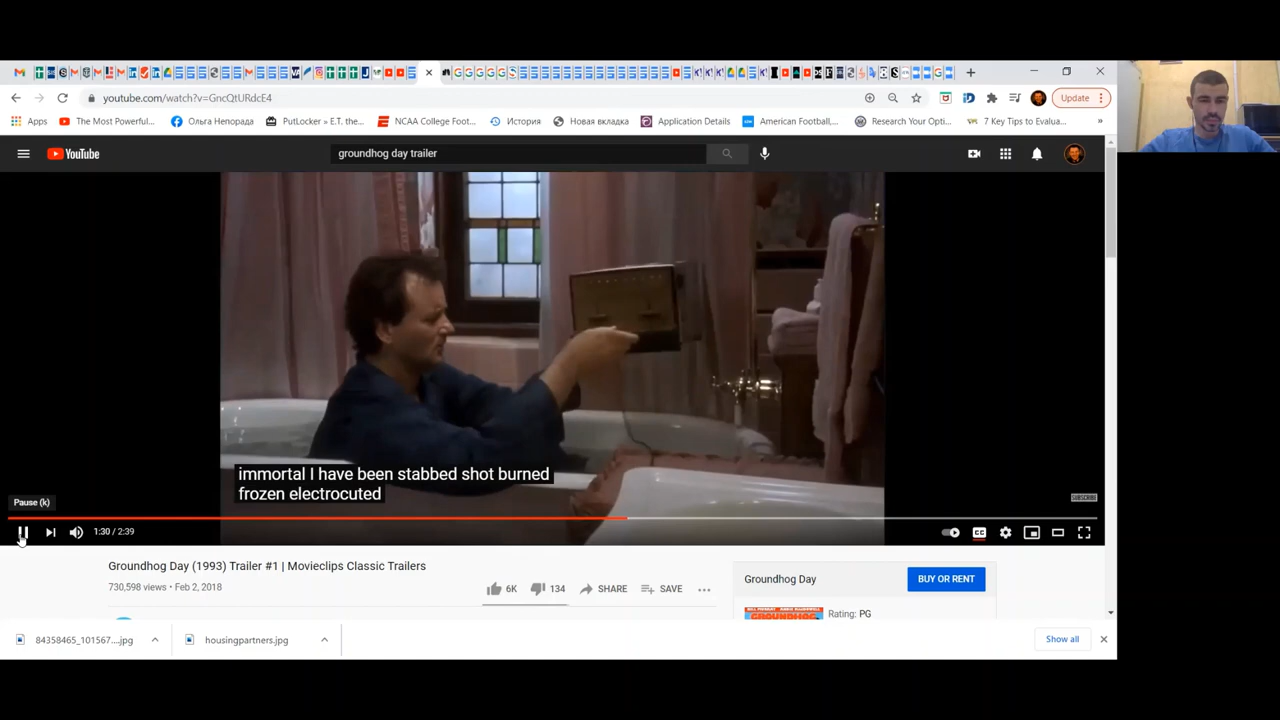 youtube.com/watch?v=GncQtURdcE4
Update
Apps
The Most Powerful...
Ольга Непорада
PutLocker » E.T. the...
NCAA College Foot...
История
Новая вкладка
Application Details
American Football,...
Research Your Opti...
7 Key Tips to Evalua...
»
YouTube
groundhog day trailer
immortal I have been stabbed shot burned
frozen electrocuted
Pause (k)
SUBSCRIBE
1:30 / 2:39
CC
Groundhog Day (1993) Trailer #1 | Movieclips Classic Trailers
730,598 views • Feb 2, 2018
6K
134
SHARE
SAVE
Groundhog Day
BUY OR RENT
Rating: PG
84358465_101567....jpg
housingpartners.jpg
Show all